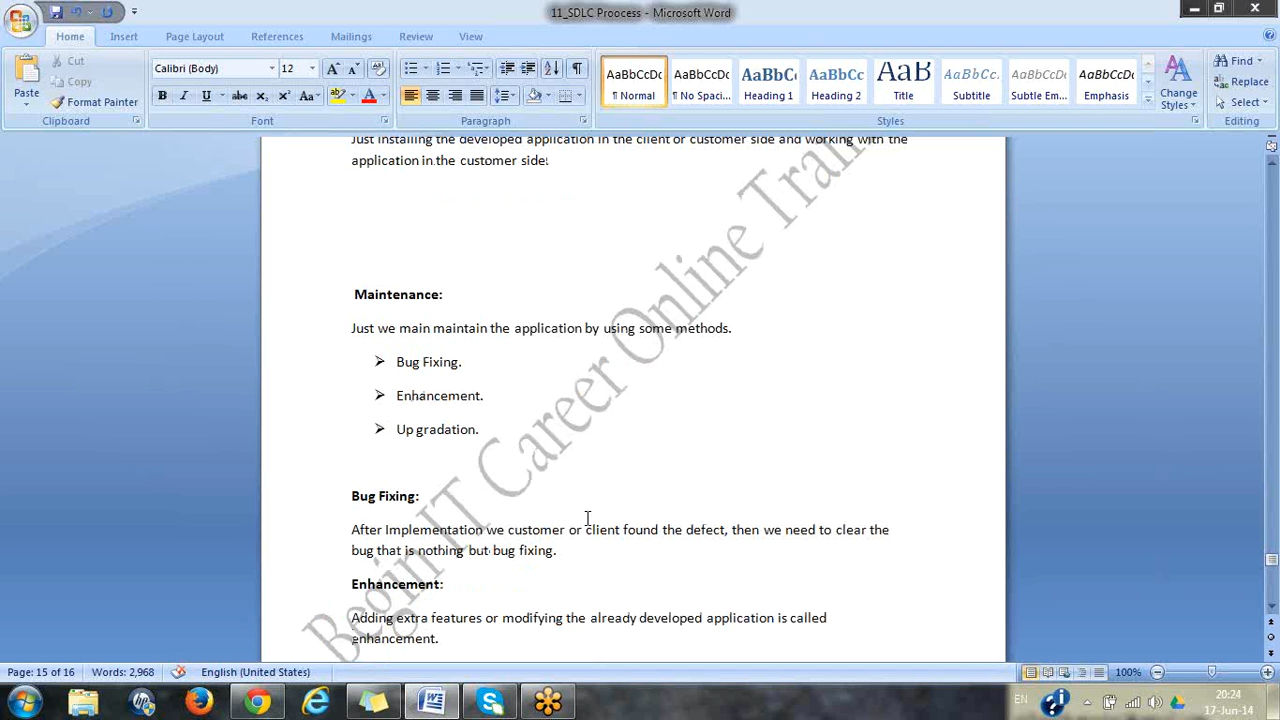 11_SDLC Proocess - Microsoft Word
Home Insert Page Layout References Mailings Review View
Paste
Cut
Copy
Format Painter
Clipboard
Calibri (Body) 12
Font
Paragraph
AaBbCcDc AaBbCcDc AaBbC AaBbCc AaB AaBbCc. AaBbCcDc AaBbCcDc
¶ Normal ¶ No Spaci... Heading 1 Heading 2 Title Subtitle Subtle Em... Emphasis
Change Styles
Styles
Find
Replace
Select
Editing
Just installing the developed application in the client or customer side and working with the
application in the customer side.
Maintenance:
Just we main maintain the application by using some methods.
➢ Bug Fixing.
➢ Enhancement.
➢ Up gradation.
Bug Fixing:
After Implementation we customer or client found the defect, then we need to clear the
bug that is nothing but bug fixing.
Enhancement:
Adding extra features or modifying the already developed application is called
enhancement.
Begin IT Career Online Train
Page: 15 of 16 Words: 2,968 English (United States) 100%
EN
20:24
17-Jun-14